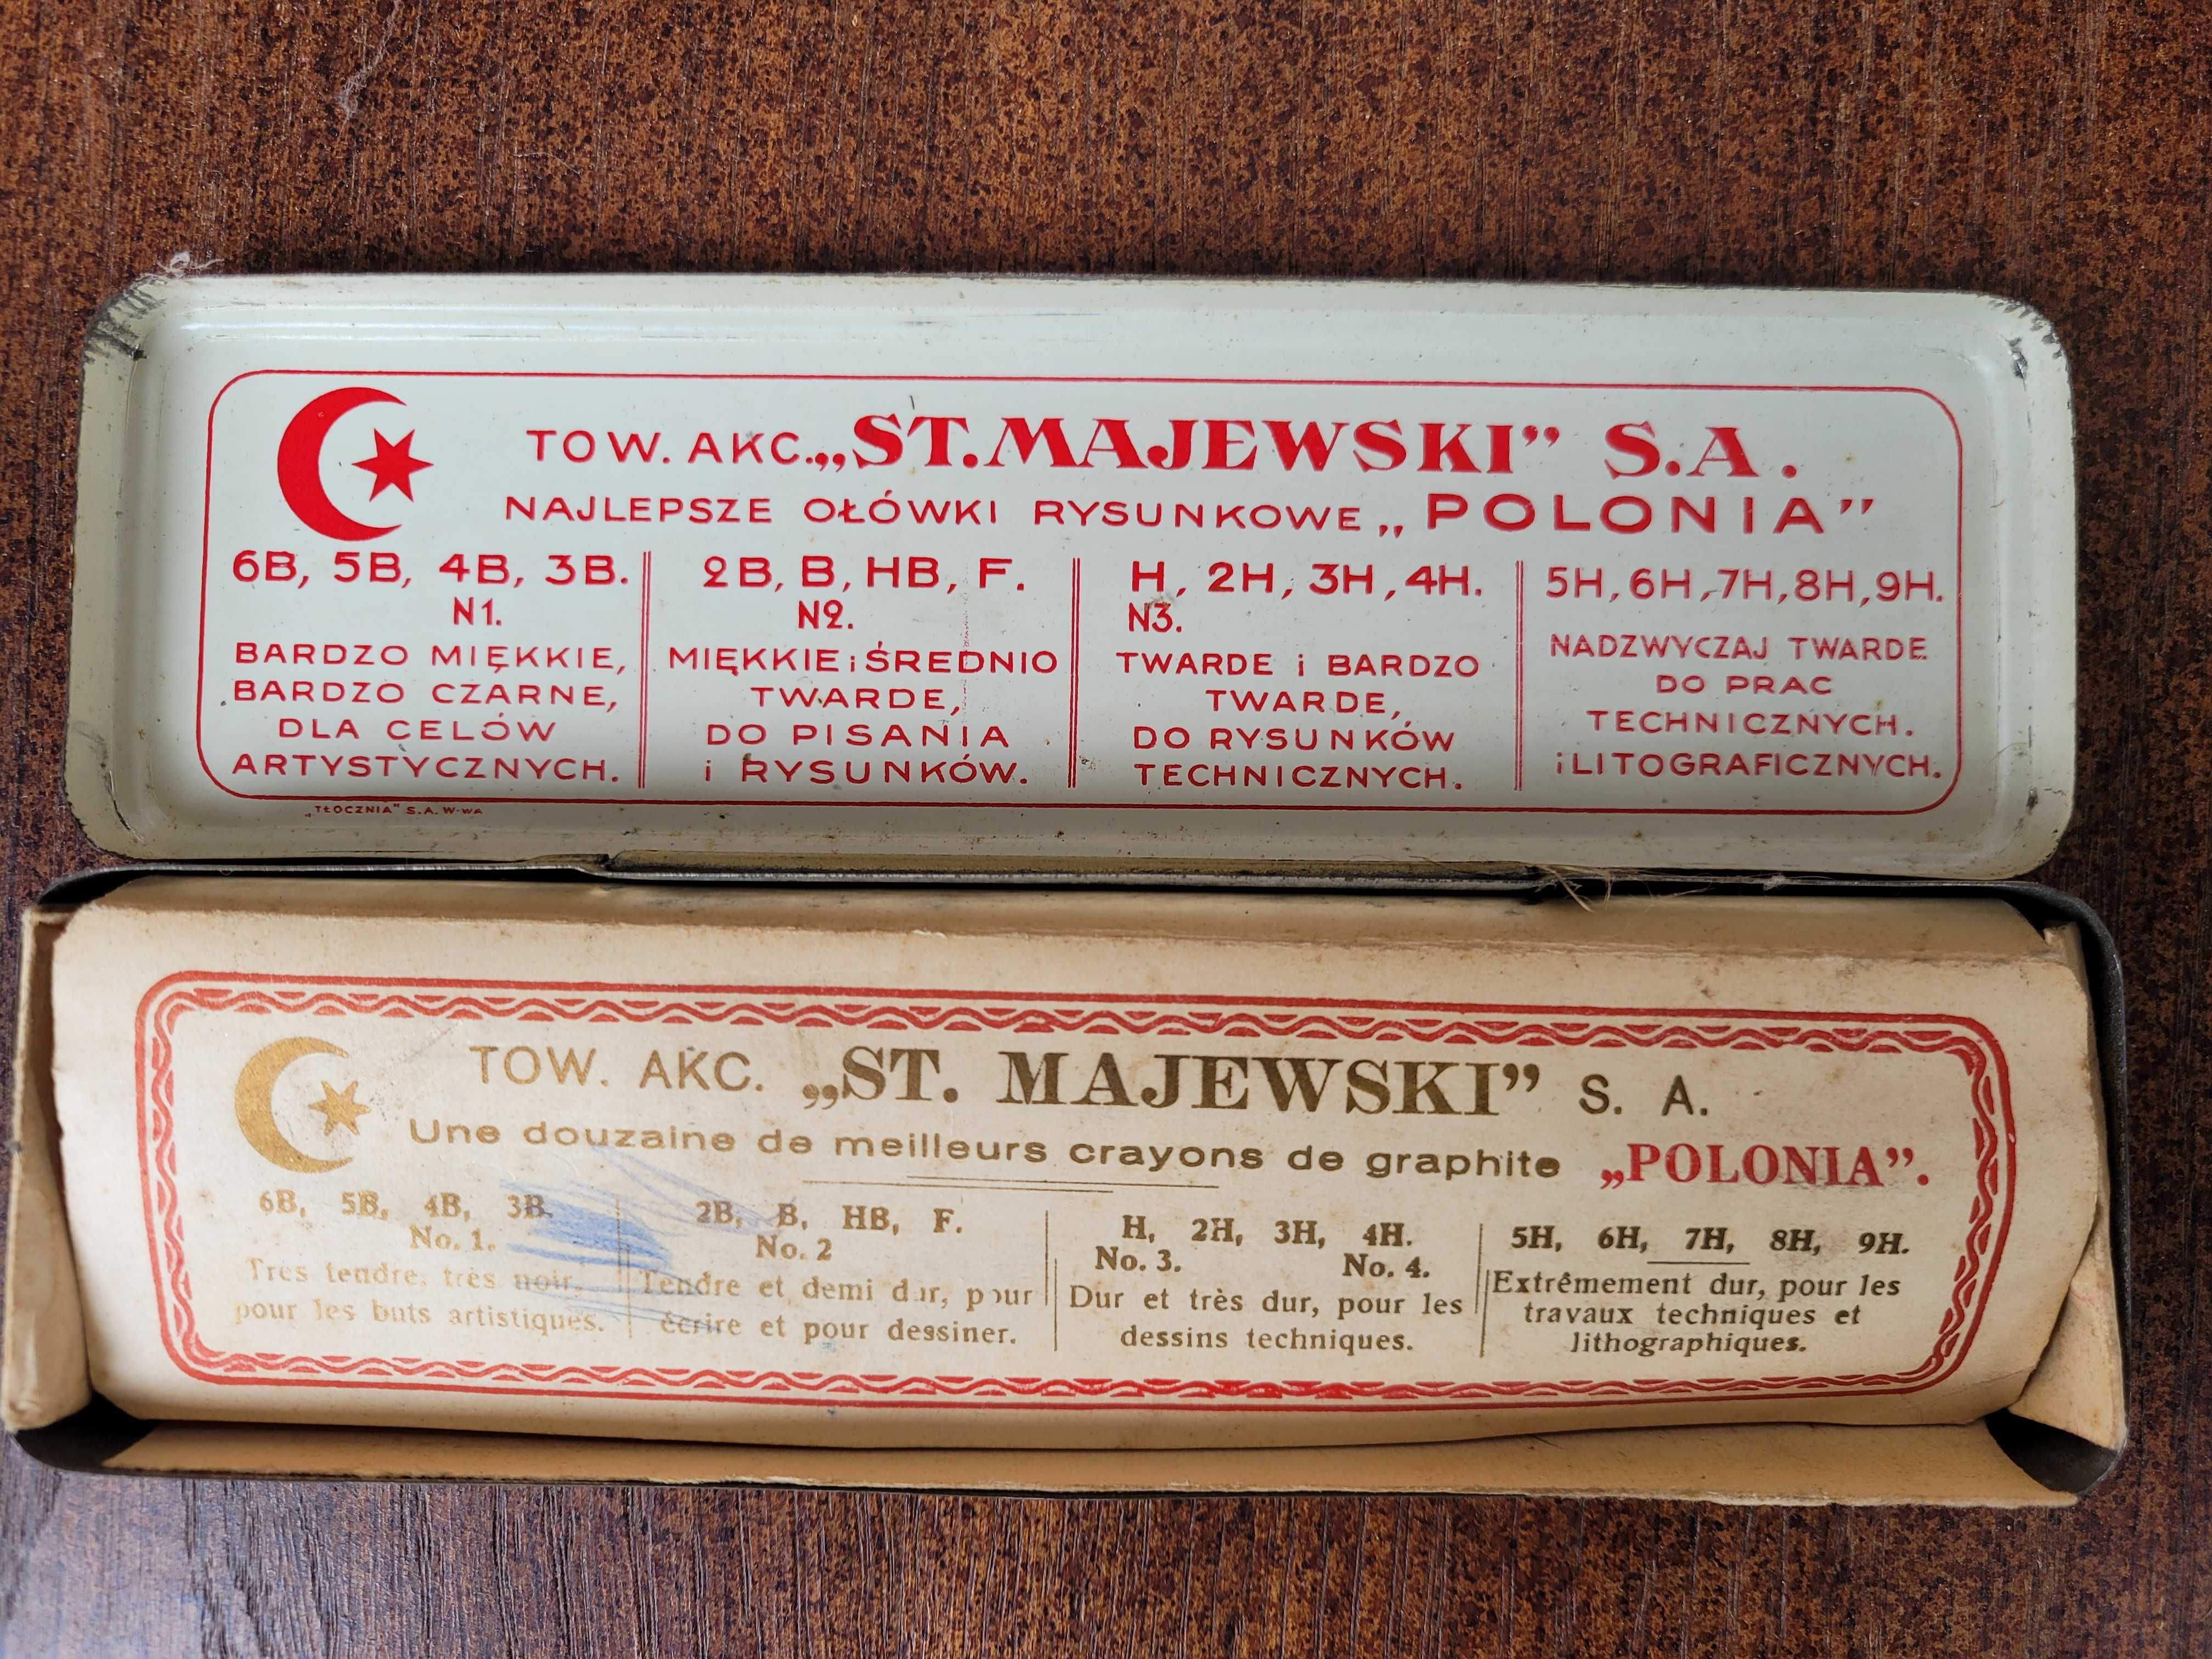 TOW. AKC. „ST. MAJEWSKI” S.A.
NAJLEPSZE OŁÓWKI RYSUNKOWE „POLONIA”
6B, 5B, 4B, 3B.
N1.
BARDZO MIĘKKIE,
BARDZO CZARNE,
DLA CELÓW
ARTYSTYCZNYCH.
2B, B, HB, F.
N2.
MIĘKKIE i ŚREDNIO
TWARDE,
DO PISANIA
i RYSUNKÓW.
H, 2H, 3H, 4H.
N3.
TWARDE i BARDZO
TWARDE,
DO RYSUNKÓW
TECHNICZNYCH.
5H, 6H, 7H, 8H, 9H.
NADZWYCZAJ TWARDE
DO PRAC
TECHNICZNYCH.
i LITOGRAFICZNYCH.
„TŁOCZNIA” S.A. W-WA
TOW. AKC. „ST. MAJEWSKI” S. A.
Une douzaine de meilleurs crayons de graphite „POLONIA”.
6B, 5B, 4B, 3B.
No. 1.
Tres tendre, très noir,
pour les buts artistiques.
2B, B, HB, F.
No. 2
Tendre et demi dur, pour
écrire et pour dessiner.
H, 2H, 3H, 4H.
No. 3. No. 4.
Dur et très dur, pour les
dessins techniques.
5H, 6H, 7H, 8H, 9H.
Extrêmement dur, pour les
travaux techniques et
lithographiques.